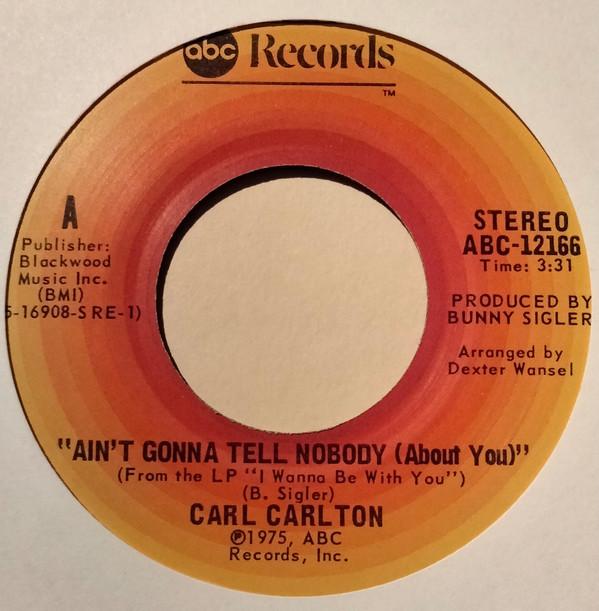 abc Records
TM
A
Publisher:
Blackwood
Music Inc.
(BMI)
5-16908-S RE-1)
STEREO
ABC-12166
Time: 3:31
PRODUCED BY
BUNNY SIGLER
Arranged by
Dexter Wansel
"AIN'T GONNA TELL NOBODY (About You)"
(From the LP "I Wanna Be With You")
(B. Sigler)
CARL CARLTON
℗1975, ABC
Records, Inc.